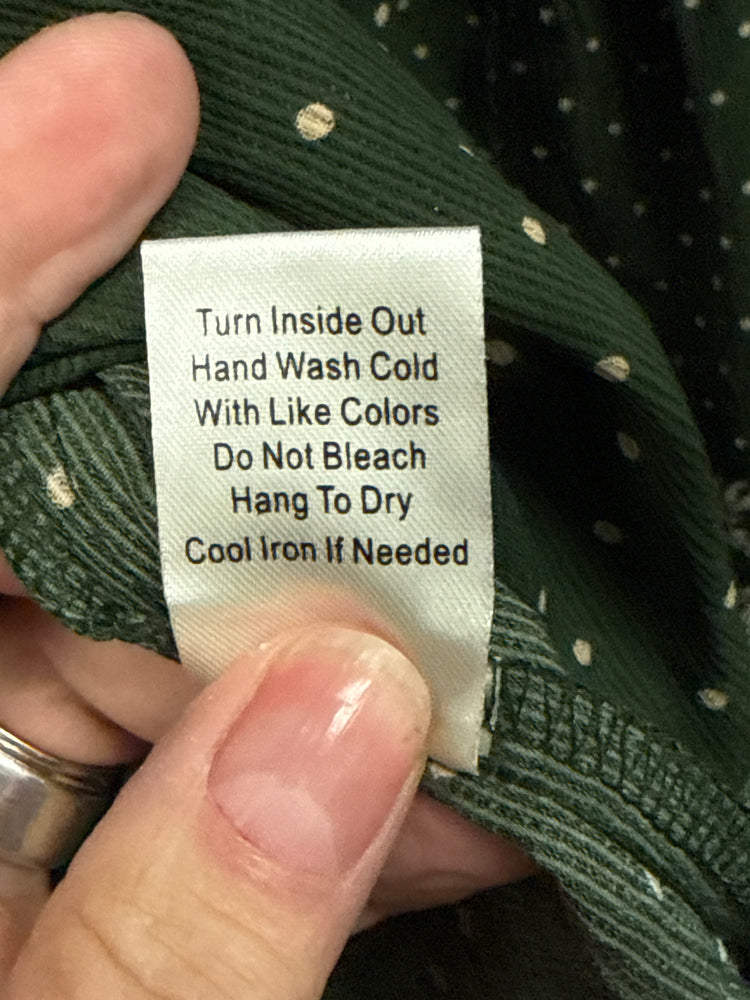 Turn Inside Out
Hand Wash Cold
With Like Colors
Do Not Bleach
Hang To Dry
Cool Iron If Needed